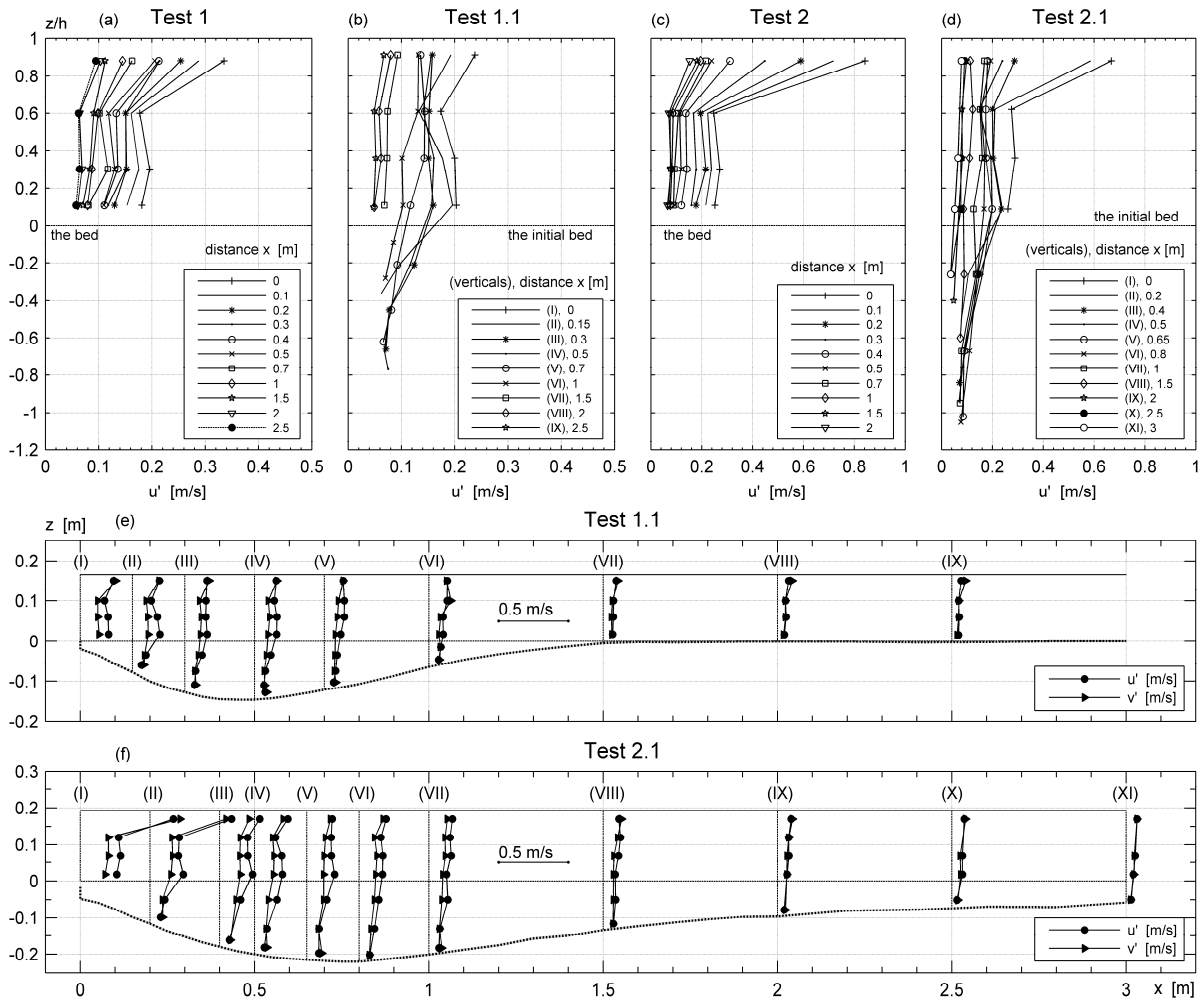 z/h (a) Test 1 (b) Test 1.1 (c) Test 2 (d) Test 2.1
1
0.8
0.6
0.4
0.2
0
-0.2
-0.4
-0.6
-0.8
-1
-1.2
the bed
distance x [m]
0
0.1
0.2
0.3
0.4
0.5
0.7
1
1.5
2
2.5
0 0.1 0.2 0.3 0.4 0.5
u' [m/s]
the initial bed
(verticals), distance x [m]
(I), 0
(II), 0.15
(III), 0.3
(IV), 0.5
(V), 0.7
(VI), 1
(VII), 1.5
(VIII), 2
(IX), 2.5
0 0.1 0.2 0.3 0.4 0.5
u' [m/s]
the bed
distance x [m]
0
0.1
0.2
0.3
0.4
0.5
0.7
1
1.5
2
0 0.2 0.4 0.6 0.8 1
u' [m/s]
the initial bed
(verticals), distance x [m]
(I), 0
(II), 0.2
(III), 0.4
(IV), 0.5
(V), 0.65
(VI), 0.8
(VII), 1
(VIII), 1.5
(IX), 2
(X), 2.5
(XI), 3
0 0.2 0.4 0.6 0.8 1
u' [m/s]
z [m] (e) Test 1.1
0.2
0.1
0
-0.1
-0.2
(I) (II) (III) (IV) (V) (VI) (VII) (VIII) (IX)
0.5 m/s
u' [m/s]
v' [m/s]
(f) Test 2.1
0.3
0.2
0.1
0
-0.1
-0.2
(I) (II) (III) (IV) (V) (VI) (VII) (VIII) (IX) (X) (XI)
0.5 m/s
u' [m/s]
v' [m/s]
0 0.5 1 1.5 2 2.5 3 x [m]